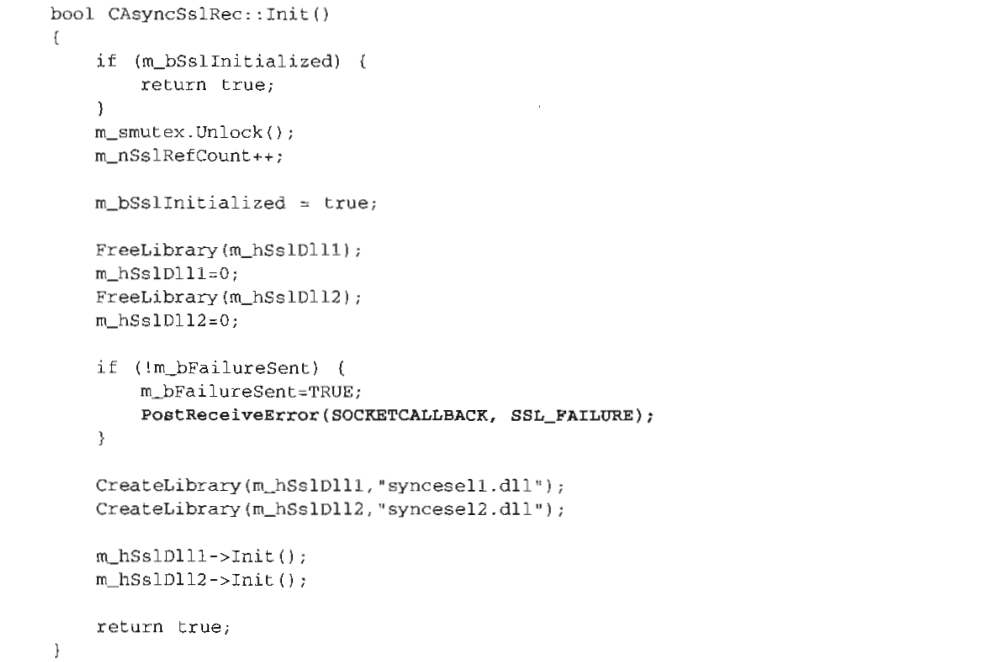 bool CAsyncSslRec::Init()
{
if (m_bSslInitialized) {
return true;
}
m_smutex.Unlock();
m_nSslRefCount++;
m_bSslInitialized = true;
FreeLibrary(m_hSslDll1);
m_hSslDll1=0;
FreeLibrary(m_hSslDll2);
m_hSslDll2=0;
if (!m_bFailureSent) {
m_bFailureSent=TRUE;
PostReceiveError(SOCKETCALLBACK, SSL_FAILURE);
}
CreateLibrary(m_hSslDll1,"syncesel1.dll");
CreateLibrary(m_hSslDll2,"syncesel2.dll");
m_hSslDll1->Init();
m_hSslDll2->Init();
return true;
}